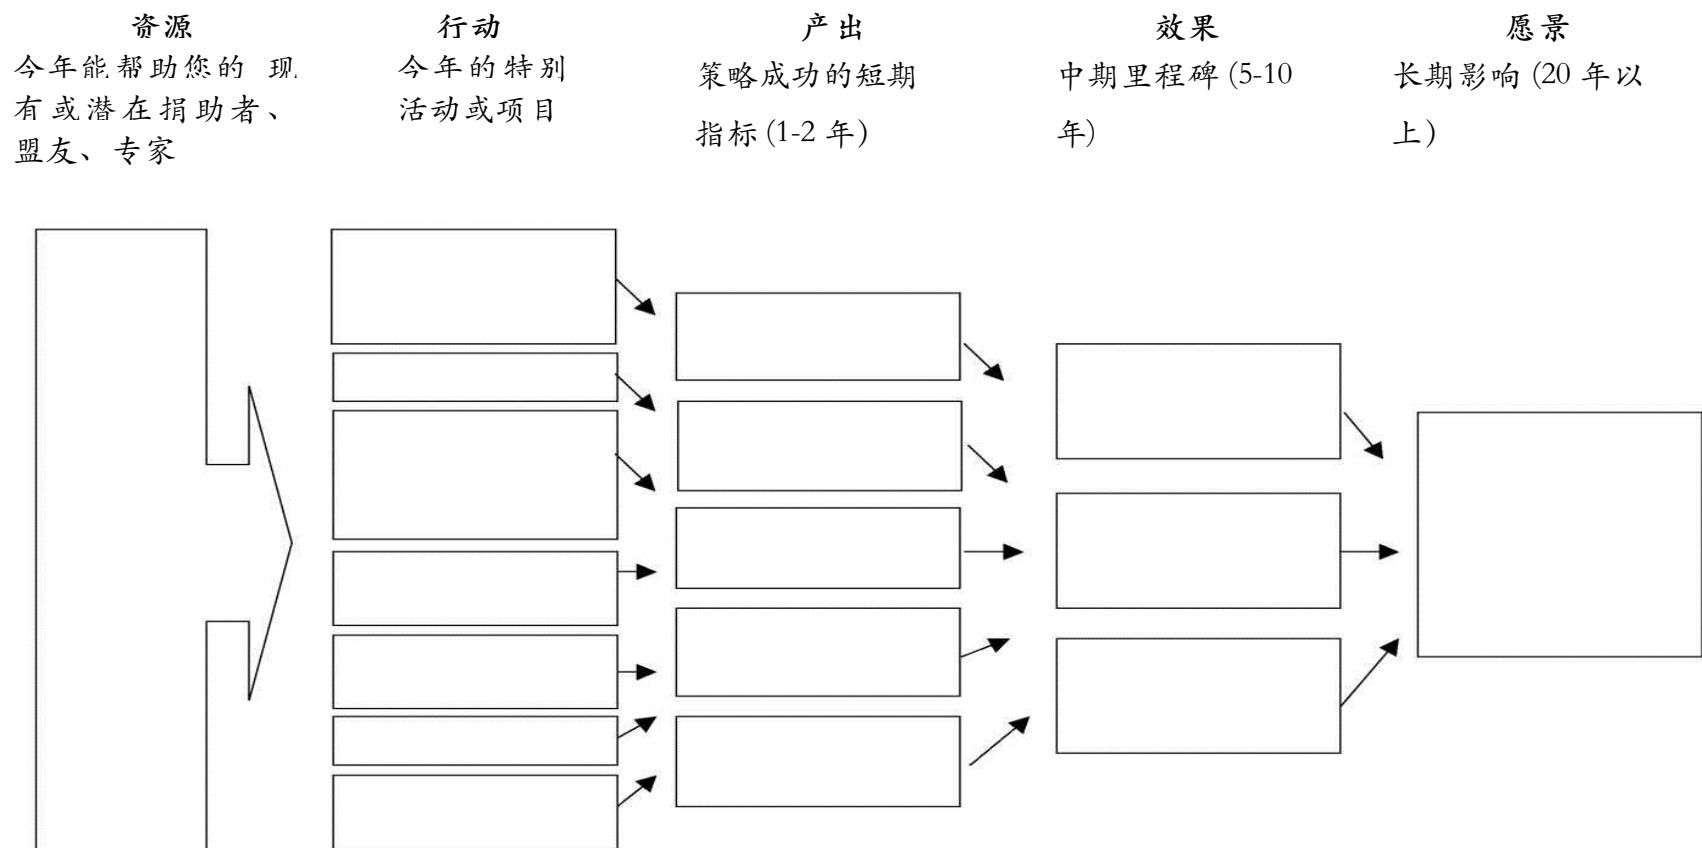 资源
今年能帮助您的 现
有或潜在捐助者、
盟友、专家
行动
今年的特别
活动或项目
产出
策略成功的短期
指标 (1-2 年)
效果
中期里程碑 (5-10
年)
愿景
长期影响 (20 年以
上)